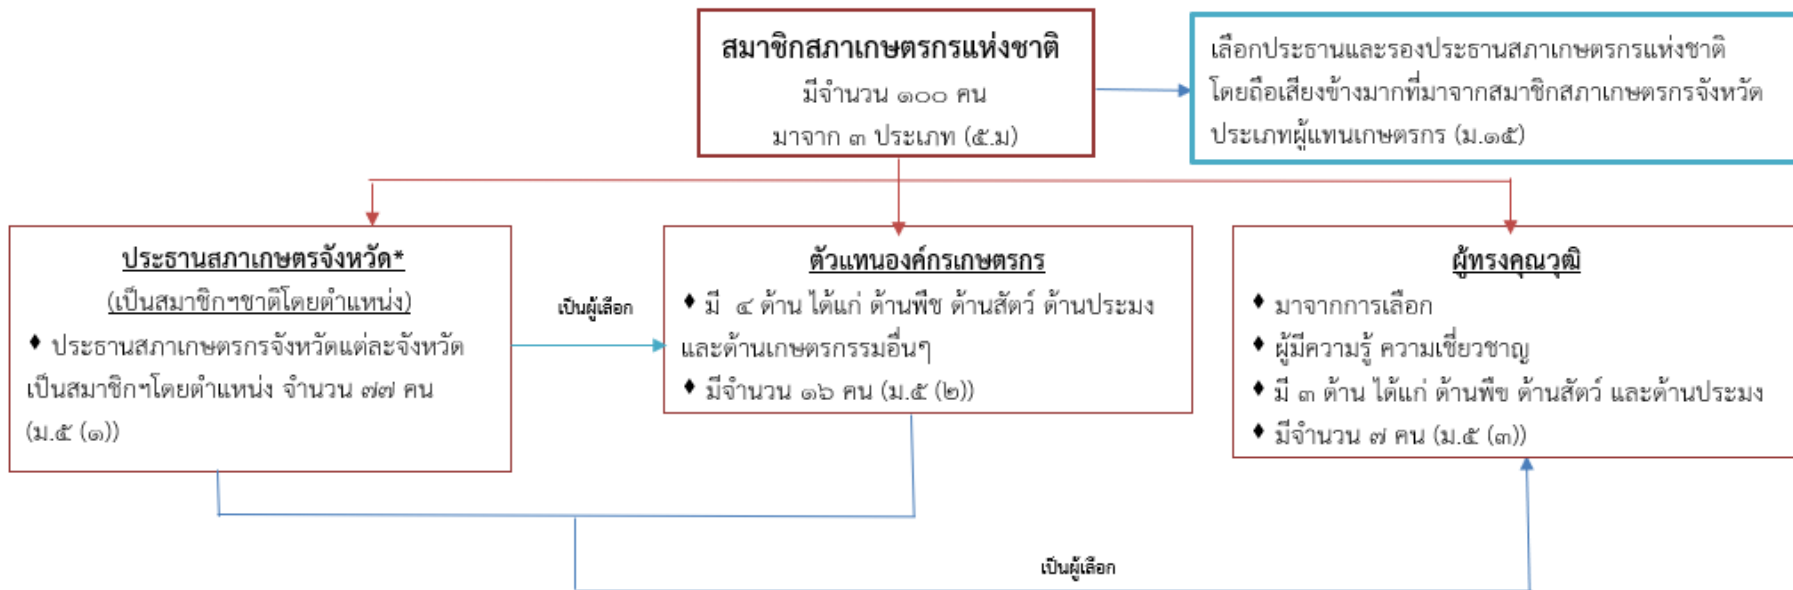 สมาชิกสภาเกษตรกรแห่งชาติ
มีจำนวน ๑๐๐ คน
มาจาก ๓ ประเภท (๕.ม)
เลือกประธานและรองประธานสภาเกษตรกรแห่งชาติ
โดยถือเสียงข้างมากที่มาจากสมาชิกสภาเกษตรกรจังหวัด
ประเภทผู้แทนเกษตรกร (ม.๑๕)
ประธานสภาเกษตรจังหวัด*
(เป็นสมาชิกฯชาติโดยตำแหน่ง)
♦ ประธานสภาเกษตรกรจังหวัดแต่ละจังหวัด
เป็นสมาชิกฯโดยตำแหน่ง จำนวน ๗๗ คน
(ม.๕ (๑))
เป็นผู้เลือก
ตัวแทนองค์กรเกษตรกร
♦ มี ๔ ด้าน ได้แก่ ด้านพืช ด้านสัตว์ ด้านประมง
และด้านเกษตรกรรมอื่นๆ
♦ มีจำนวน ๑๖ คน (ม.๕ (๒))
ผู้ทรงคุณวุฒิ
♦ มาจากการเลือก
♦ ผู้มีความรู้ ความเชี่ยวชาญ
♦ มี ๓ ด้าน ได้แก่ ด้านพืช ด้านสัตว์ และด้านประมง
♦ มีจำนวน ๗ คน (ม.๕ (๓))
เป็นผู้เลือก